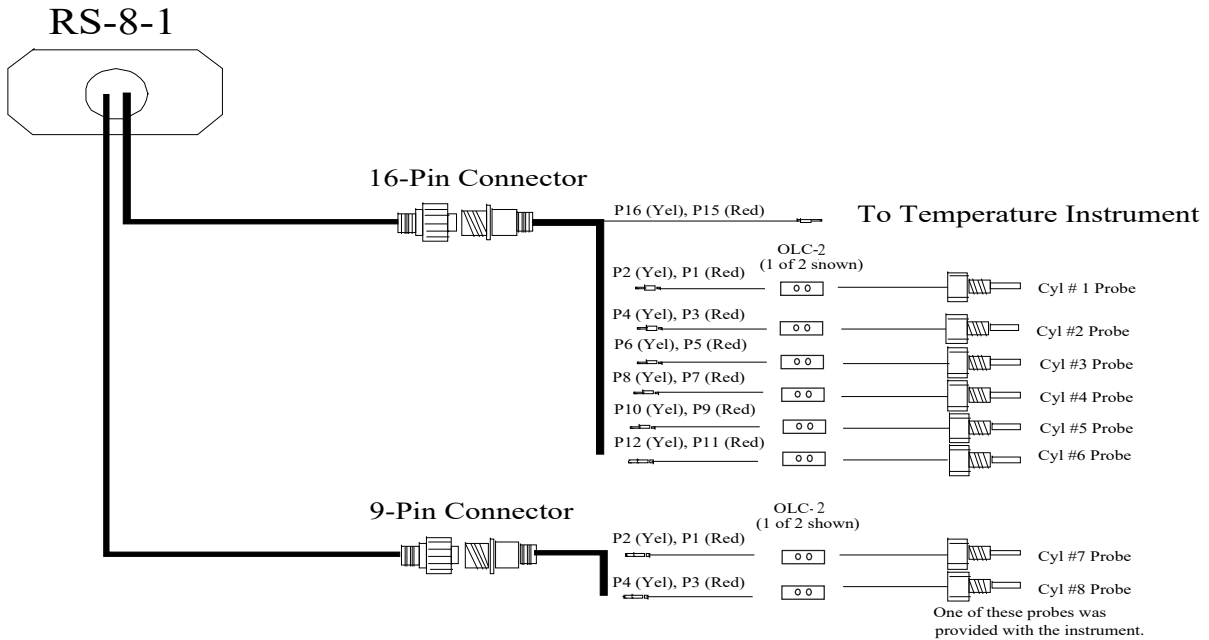 RS-8-1
16-Pin Connector
P16 (Yel), P15 (Red)
To Temperature Instrument
OLC-2
(1 of 2 snown)
P2 (Yel), P1 (Red)
Cyl # 1 Probe
P4 (Yel), P3 (Red)
Cyl #2 Probe
P6 (Yel), P5 (Red)
Cyl #3 Probe
P8 (Yel), P7 (Red)
Cyl #4 Probe
P10 (Yel), P9 (Red)
Cyl #5 Probe
P12 (Yel), P11 (Red)
Cyl #6 Probe
9-Pin Connector
OLC- 2
(1 of 2 shown)
P2 (Yel), P1 (Red)
Cyl #7 Probe
P4 (Yel), P3 (Red)
Cyl #8 Probe
One of these probes was
provided with the instrument.